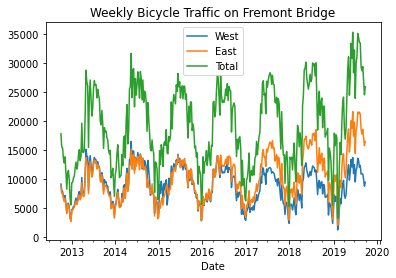 Weekly Bicycle Traffic on Fremont Bridge
West
East
Total
35000
30000
25000
20000
15000
10000
5000
0
2013 2014 2015 2016 2017 2018 2019 2020
Date